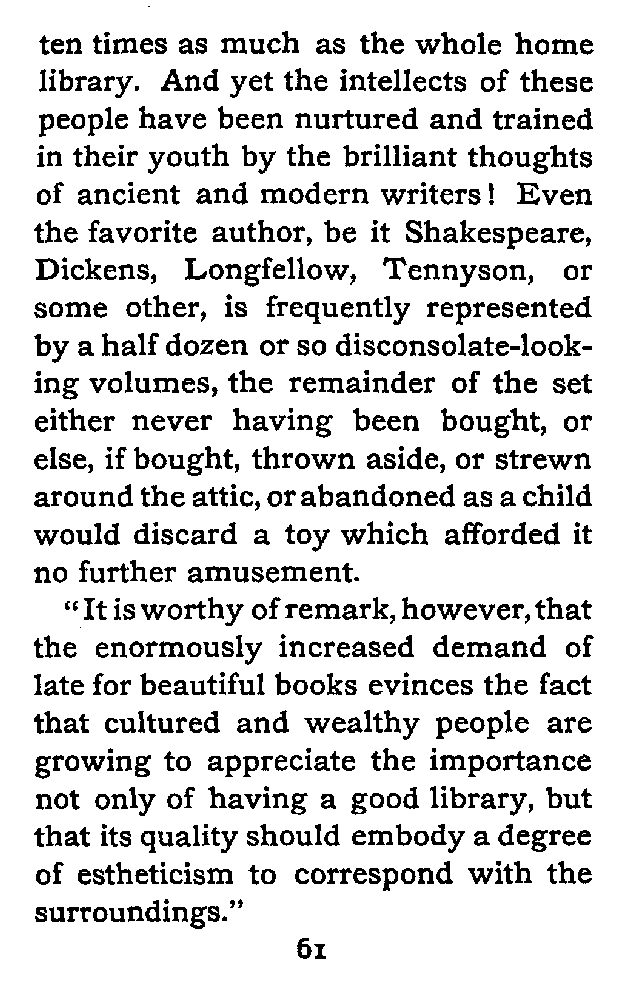 ten times as much as the whole home
library. And yet the intellects of these
people have been nurtured and trained
in their youth by the brilliant thoughts
of ancient and modern writers! Even
the favorite author, be it Shakespeare,
Dickens, Longfellow, Tennyson, or
some other, is frequently represented
by a half dozen or so disconsolate-look-
ing volumes, the remainder of the set
either never having been bought, or
else, if bought, thrown aside, or strewn
around the attic, or abandoned as a child
would discard a toy which afforded it
no further amusement.
"It is worthy of remark, however, that
the enormously increased demand of
late for beautiful books evinces the fact
that cultured and wealthy people are
growing to appreciate the importance
not only of having a good library, but
that its quality should embody a degree
of estheticism to correspond with the
surroundings."
61